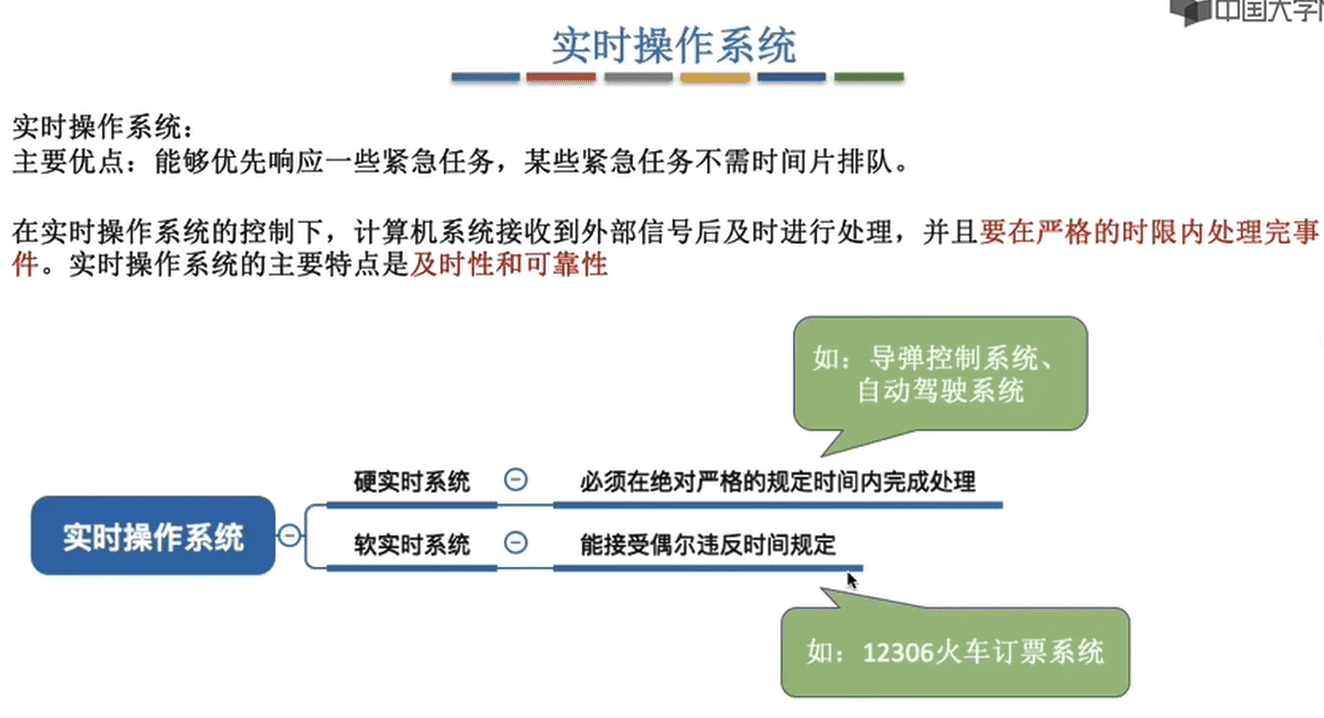 中国大学
实时操作系统
实时操作系统：
主要优点：能够优先响应一些紧急任务，某些紧急任务不需时间片排队。
在实时操作系统的控制下，计算机系统接收到外部信号后及时进行处理，并且要在严格的时限内处理完事
件。实时操作系统的主要特点是及时性和可靠性
如：导弹控制系统、
自动驾驶系统
硬实时系统
必须在绝对严格的规定时间内完成处理
实时操作系统
软实时系统
能接受偶尔违反时间规定
如：12306火车订票系统